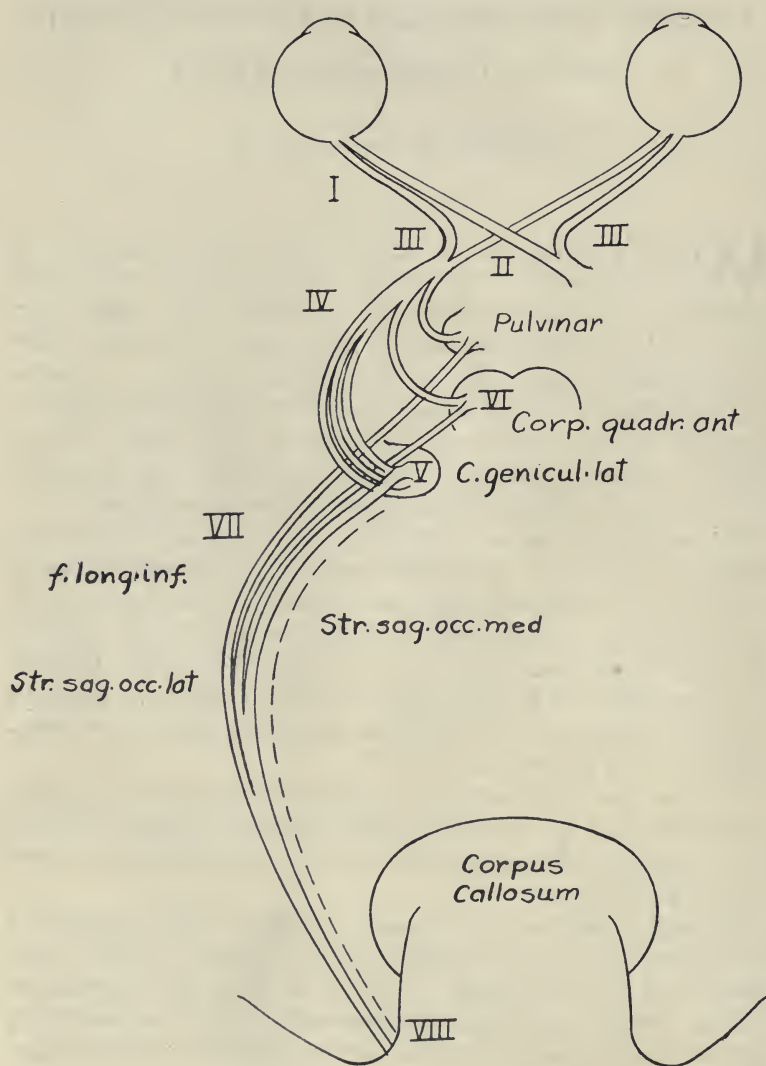 I
III
III
II
IV
Pulvinar
VI
Corp. quadr. ant
V
C. genicul. lat
VII
f. long. inf.
Str. sag. occ. med
Str. sag. occ. lat
Corpus
Callosum
VIII